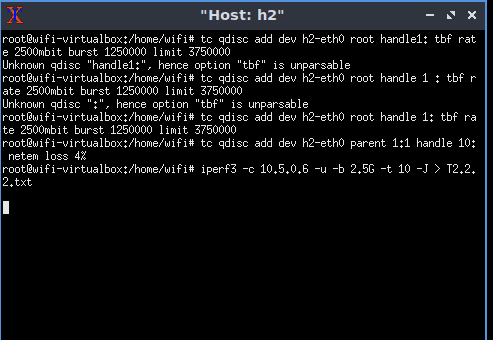 "Host: h2"
root@wifi-virtualbox:/home/wifi# tc qdisc add dev h2-eth0 root handle1: tbf rat
e 2500mbit burst 1250000 limit 3750000
Unknown qdisc "handle1:", hence option "tbf" is unparsable
root@wifi-virtualbox:/home/wifi# tc qdisc add dev h2-eth0 root handle 1 : tbf r
ate 2500mbit burst 1250000 limit 3750000
Unknown qdisc ":", hence option "tbf" is unparsable
root@wifi-virtualbox:/home/wifi# tc qdisc add dev h2-eth0 root handle 1: tbf ra
te 2500mbit burst 1250000 limit 3750000
root@wifi-virtualbox:/home/wifi# tc qdisc add dev h2-eth0 parent 1:1 handle 10:
 netem loss 4%
root@wifi-virtualbox:/home/wifi# iperf3 -c 10.5.0.6 -u -b 2.5G -t 10 -J > T2.2.
2.txt